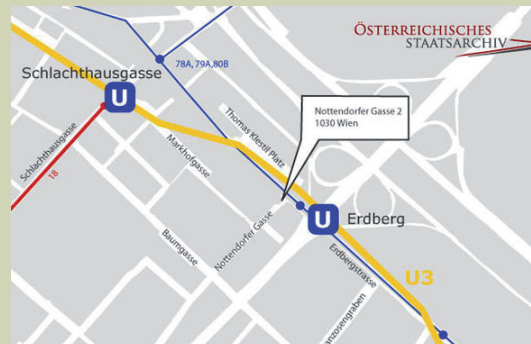 ÖSTERREICHISCHES
STAATSARCHIV
78A, 79A,80B
Schlachthausgasse
U
Schlachthausgasse
18
Markhofgasse
Thomas Klestil Platz
Nottendorfer Gasse 2
1030 Wien
Baumgasse
Nottendorfer Gasse
U
Erdberg
Erdbergstrasse
U3
anzosengraben